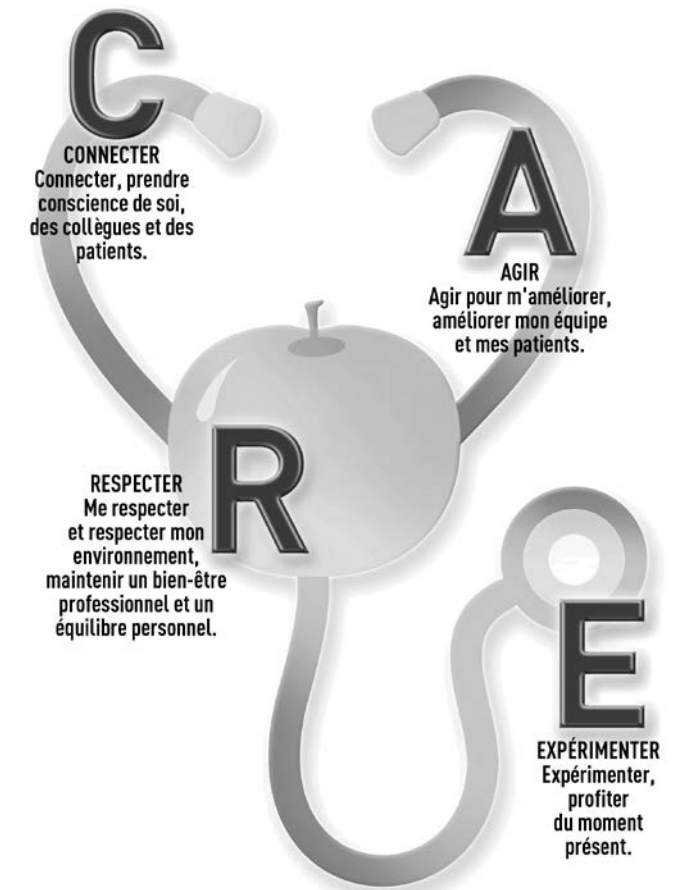 C
CONNECTER
Connecter, prendre
conscience de soi,
des collègues et des
patients.
A
AGIR
Agir pour m'améliorer,
améliorer mon équipe
et mes patients.
R
RESPECTER
Me respecter
et respecter mon
environnement,
maintenir un bien-être
professionnel et un
équilibre personnel.
E
EXPÉRIMENTER
Expérimenter,
profiter
du moment
présent.